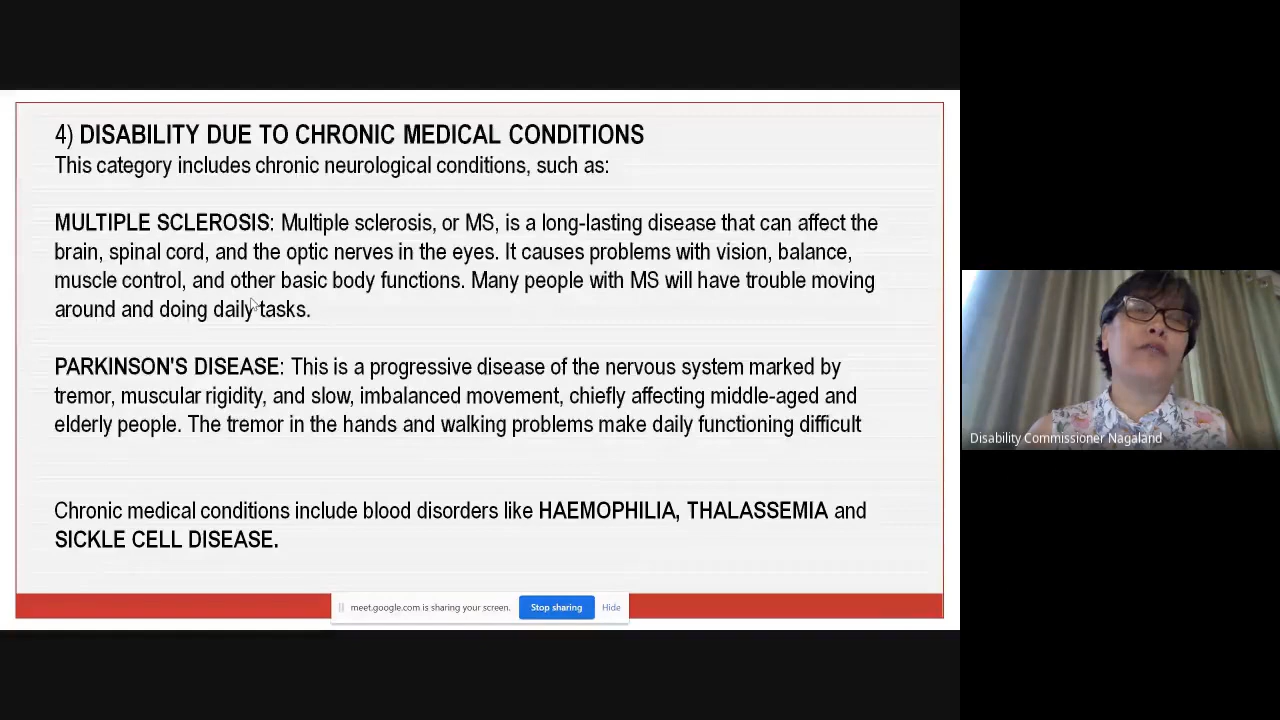 4) DISABILITY DUE TO CHRONIC MEDICAL CONDITIONS
This category includes chronic neurological conditions, such as:
MULTIPLE SCLEROSIS: Multiple sclerosis, or MS, is a long-lasting disease that can affect the
brain, spinal cord, and the optic nerves in the eyes. It causes problems with vision, balance,
muscle control, and other basic body functions. Many people with MS will have trouble moving
around and doing daily tasks.
PARKINSON'S DISEASE: This is a progressive disease of the nervous system marked by
tremor, muscular rigidity, and slow, imbalanced movement, chiefly affecting middle-aged and
elderly people. The tremor in the hands and walking problems make daily functioning difficult
Chronic medical conditions include blood disorders like HAEMOPHILIA, THALASSEMIA and
SICKLE CELL DISEASE.
meet.google.com is sharing your screen. Stop sharing Hide
Disability Commissioner Nagaland